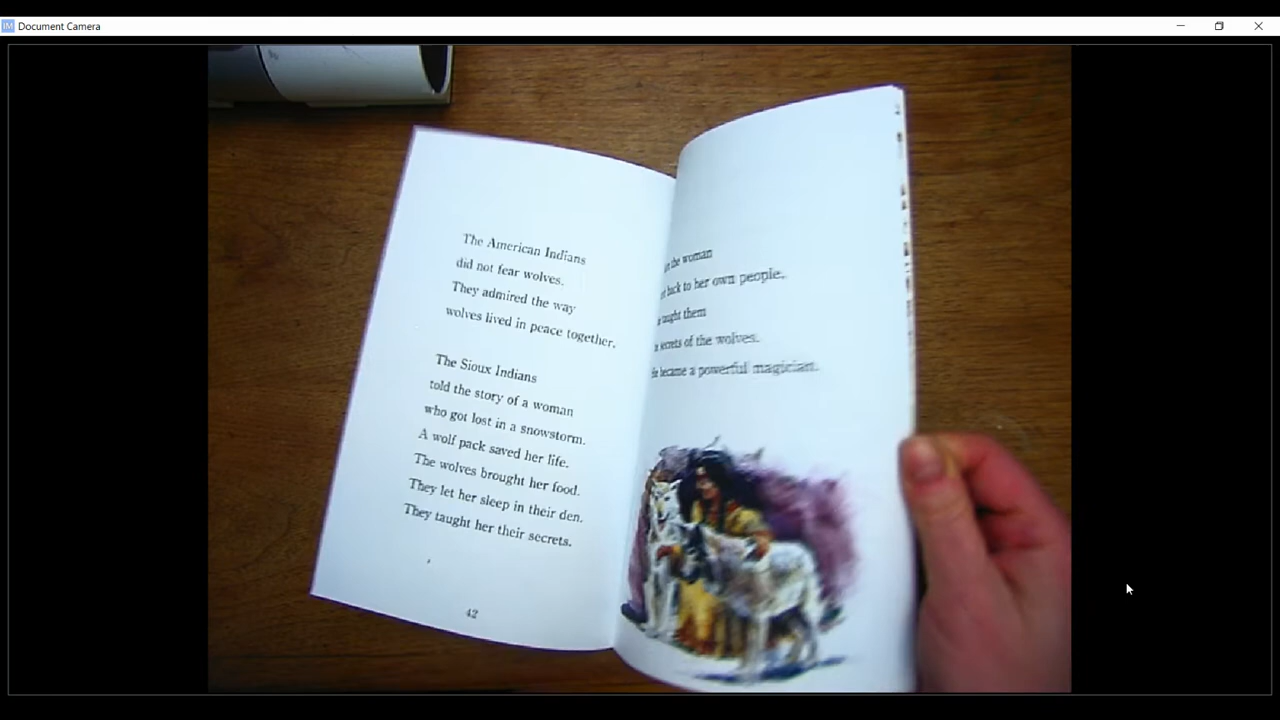 Document Camera
The American Indians
did not fear wolves.
They admired the way
wolves lived in peace together.
The Sioux Indians
told the story of a woman
who got lost in a snowstorm.
A wolf pack saved her life.
The wolves brought her food.
They let her sleep in their den.
They taught her their secrets.
42
the woman
back to her own people.
taught them
secrets of the wolves.
became a powerful magician.